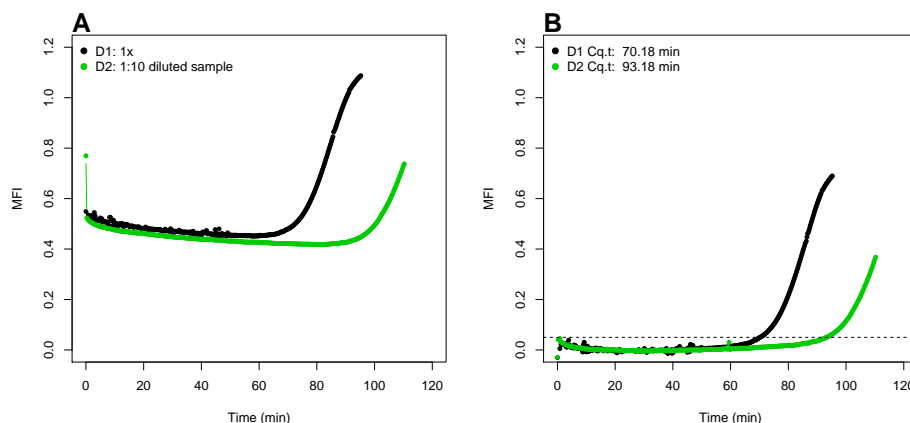 A
D1: 1x
D2: 1:10 diluted sample
MFI
1.2
1.0
0.8
0.6
0.4
0.2
0.0
0 20 40 60 80 100 120
Time (min)
B
D1 Cq.t: 70.18 min
D2 Cq.t: 93.18 min
MFI
1.2
1.0
0.8
0.6
0.4
0.2
0.0
0 20 40 60 80 100 120
Time (min)